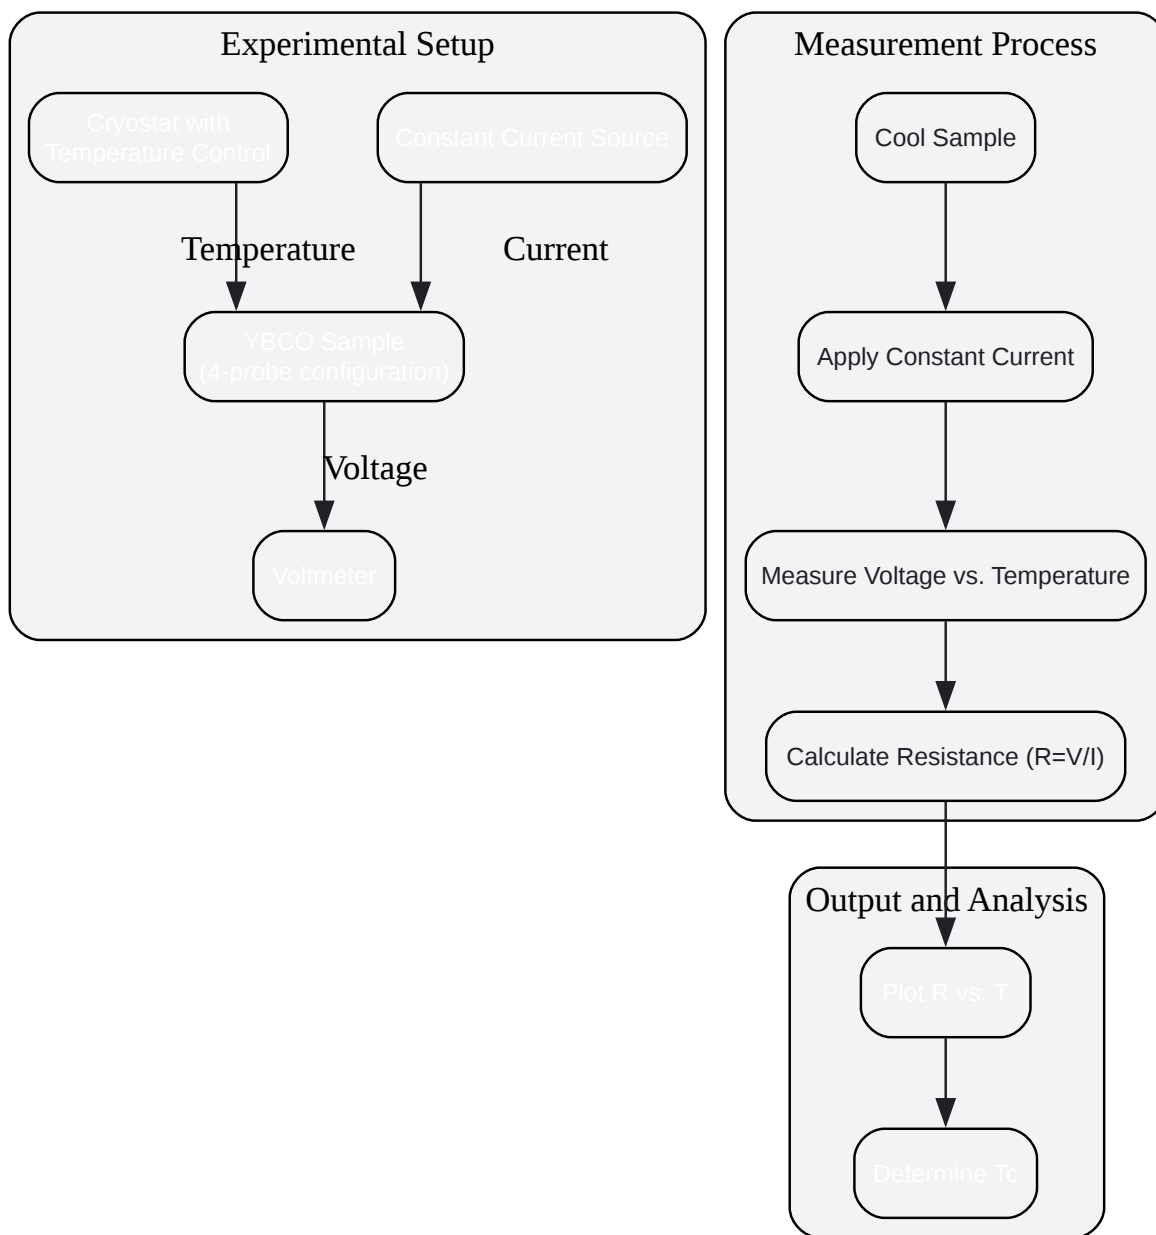 Experimental Setup
Cryostat with
Temperature Control
Constant Current Source
Temperature
Current
YBCO Sample
(4-probe configuration)
Voltage
Voltmeter
Measurement Process
Cool Sample
Apply Constant Current
Measure Voltage vs. Temperature
Calculate Resistance (R=V/I)
Output and Analysis
Plot R vs. T
Determine Tc